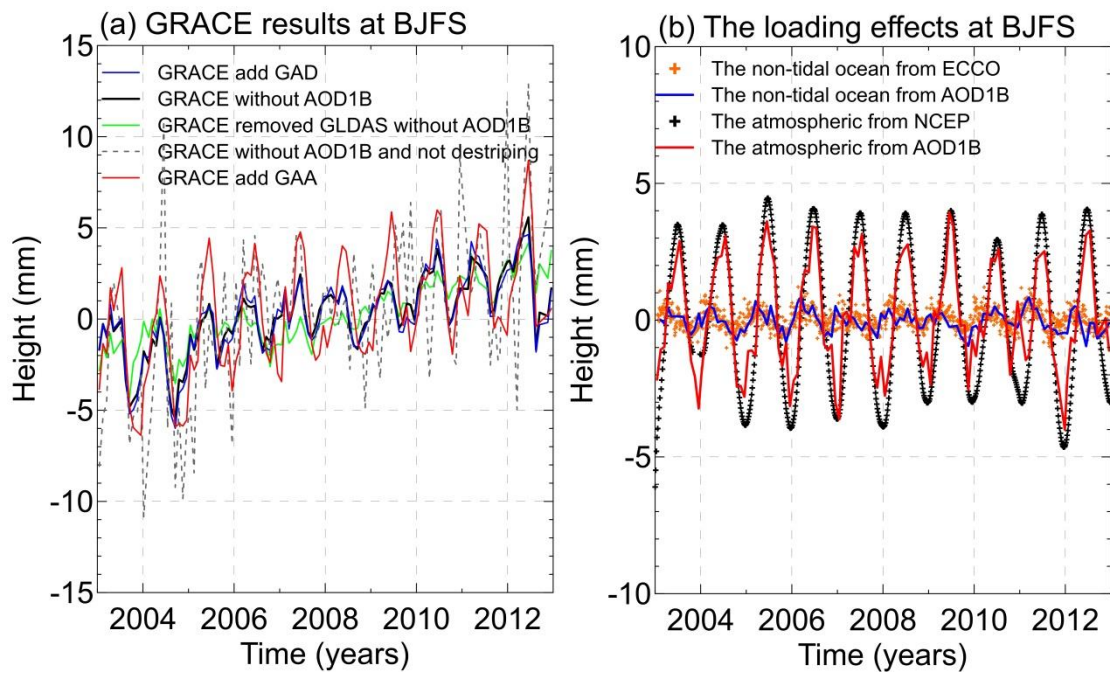 (a) GRACE results at BJFS
15
10
5
0
-5
-10
-15
Height (mm)
GRACE add GAD
GRACE without AOD1B
GRACE removed GLDAS without AOD1B
GRACE without AOD1B and not destriping
GRACE add GAA
2004 2006 2008 2010 2012
Time (years)
(b) The loading effects at BJFS
10
5
0
-5
-10
Height (mm)
The non-tidal ocean from ECCO
The non-tidal ocean from AOD1B
The atmospheric from NCEP
The atmospheric from AOD1B
2004 2006 2008 2010 2012
Time (years)